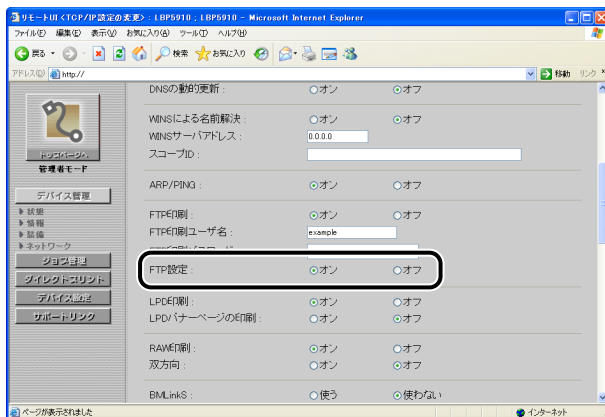 リモートUI <TCP/IP設定の変更> : LBP5910 ; LBP5910 - Microsoft Internet Explorer
ファイル(F) 編集(E) 表示(V) お気に入り(A) ツール(T) ヘルプ(H)
戻る 検索 お気に入り
アドレス(D) http:// 移動 リンク »
DNSの動的更新 : オン オフ
WINSによる名前解決 : オン オフ
WINSサーバアドレス : 0.0.0.0
スコープID :
トップページへ
管理者モード
ARP/PING : オン オフ
デバイス管理
状態
情報
装備
ネットワーク
ジョブ管理
ダイレクトプリント
デバイス設定
サポートリンク
FTP印刷 : オン オフ
FTP印刷ユーザ名 : example
FTP印刷パスワード
FTP設定 : オン オフ
LPD印刷 : オン オフ
LPDバナーページの印刷 : オン オフ
RAW印刷 : オン オフ
双方向 : オン オフ
BMLinkS : 使う 使わない
ページが表示されました インターネット